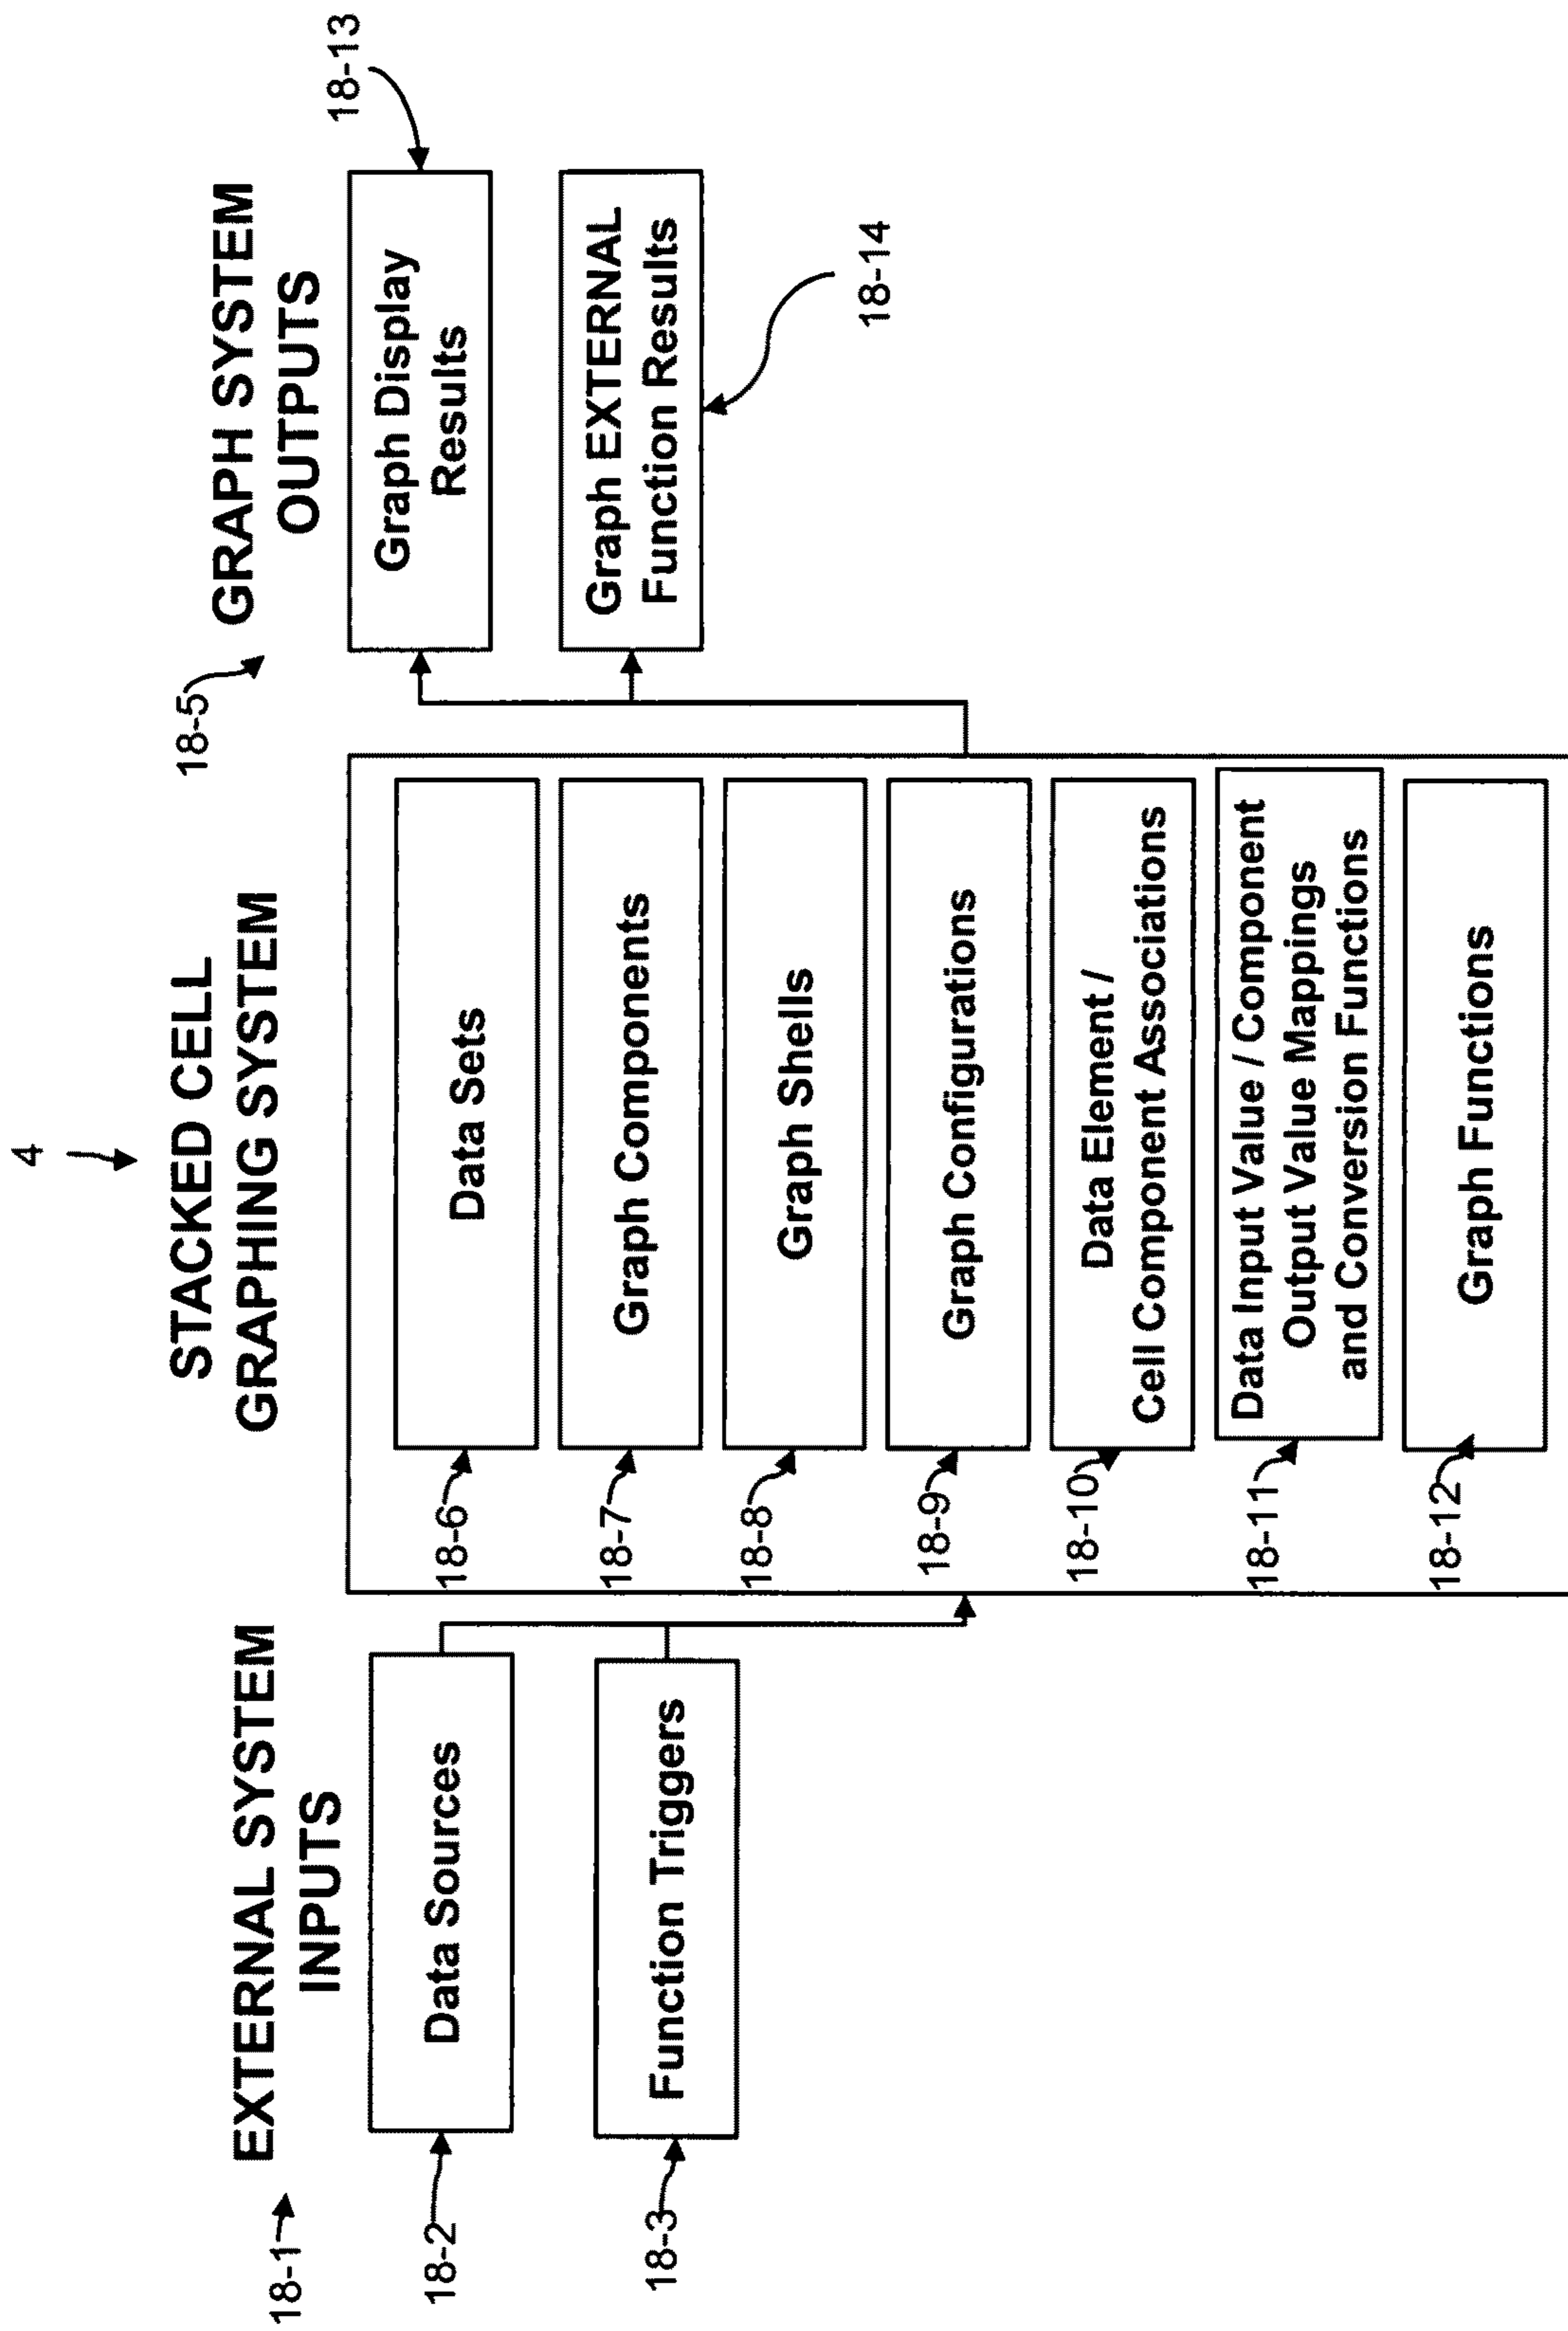 4
18-1
EXTERNAL SYSTEM
INPUTS
18-2
Data Sources
18-3
Function Triggers
STACKED CELL
GRAPHING SYSTEM
18-6
Data Sets
18-7
Graph Components
18-8
Graph Shells
18-9
Graph Configurations
18-10
Data Element /
Cell Component Associations
18-11
Data Input Value / Component
Output Value Mappings
and Conversion Functions
18-12
Graph Functions
18-5
GRAPH SYSTEM
OUTPUTS
Graph Display
Results
18-13
Graph EXTERNAL
Function Results
18-14